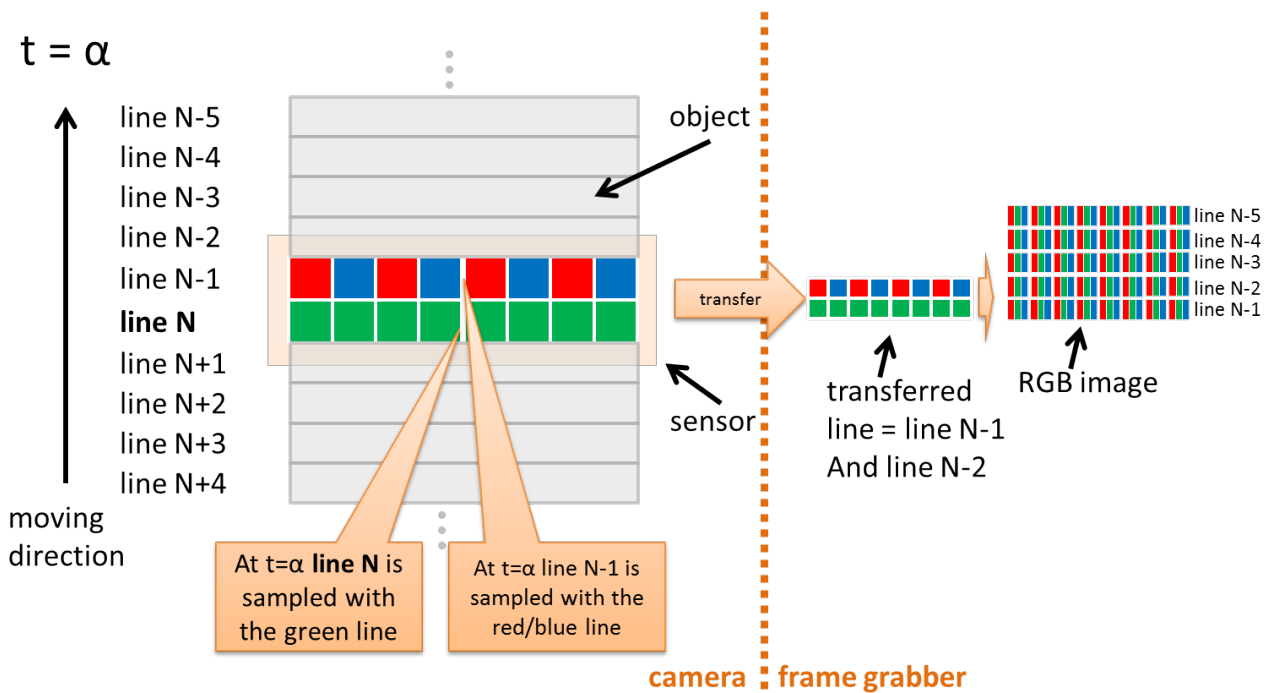 t = α
line N-5
line N-4
line N-3
line N-2
line N-1
line N
line N+1
line N+2
line N+3
line N+4
moving
direction
object
sensor
At t=α line N is
sampled with
the green line
At t=α line N-1 is
sampled with the
red/blue line
transfer
transferred
line = line N-1
And line N-2
RGB image
line N-5
line N-4
line N-3
line N-2
line N-1
camera
frame grabber